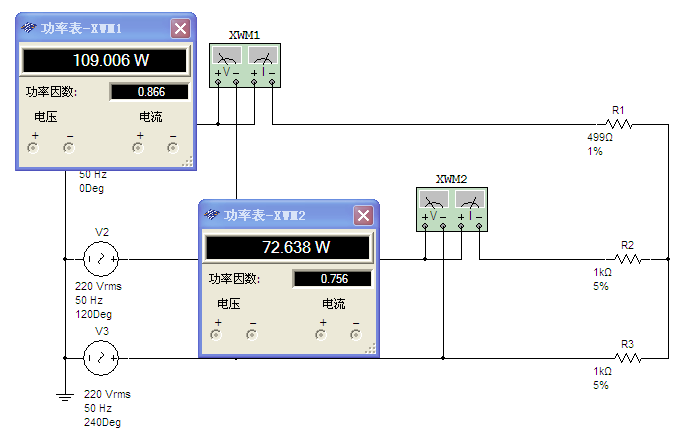 功率表-XWM1
109.006 W
功率因数: 0.866
电压 电流
+ − + −
XWM1
+ V − + I −
50 Hz
0Deg
R1
499Ω
1%
XWM2
+ V − + I −
功率表-XWM2
72.638 W
功率因数: 0.756
电压 电流
+ − + −
V2
220 Vrms
50 Hz
120Deg
R2
1kΩ
5%
V3
220 Vrms
50 Hz
240Deg
R3
1kΩ
5%